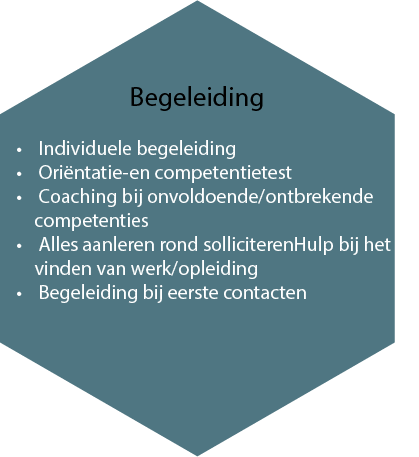 Begeleiding
• Individuele begeleiding
• Oriëntatie-en competentietest
• Coaching bij onvoldoende/ontbrekende
competenties
• Alles aanleren rond solliciterenHulp bij het
vinden van werk/opleiding
• Begeleiding bij eerste contacten